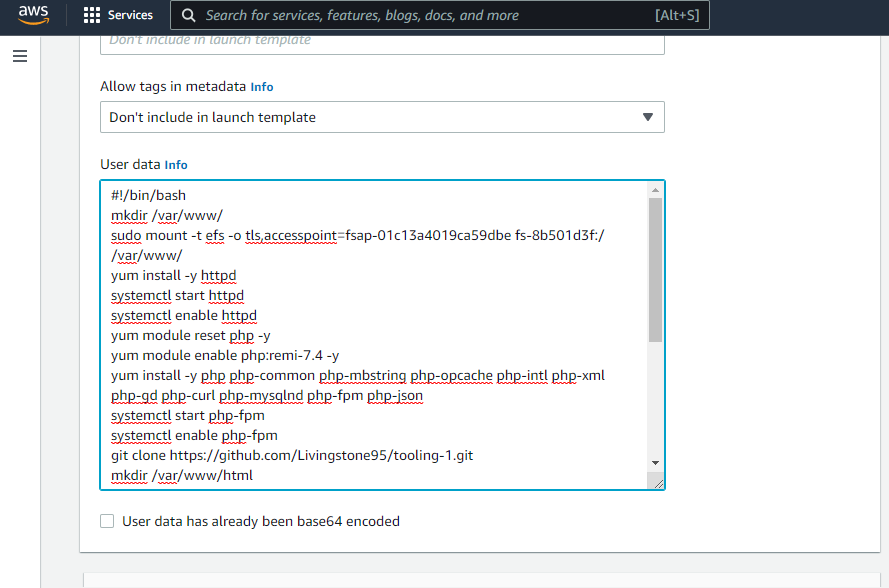 aws
Services
Search for services, features, blogs, docs, and more [Alt+S]
Don't include in launch template
Allow tags in metadata Info
Don't include in launch template
User data Info
#!/bin/bash
mkdir /var/www/
sudo mount -t efs -o tls,accesspoint=fsap-01c13a4019ca59dbe fs-8b501d3f:/
/var/www/
yum install -y httpd
systemctl start httpd
systemctl enable httpd
yum module reset php -y
yum module enable php:remi-7.4 -y
yum install -y php php-common php-mbstring php-opcache php-intl php-xml
php-gd php-curl php-mysqlnd php-fpm php-json
systemctl start php-fpm
systemctl enable php-fpm
git clone https://github.com/Livingstone95/tooling-1.git
mkdir /var/www/html
User data has already been base64 encoded